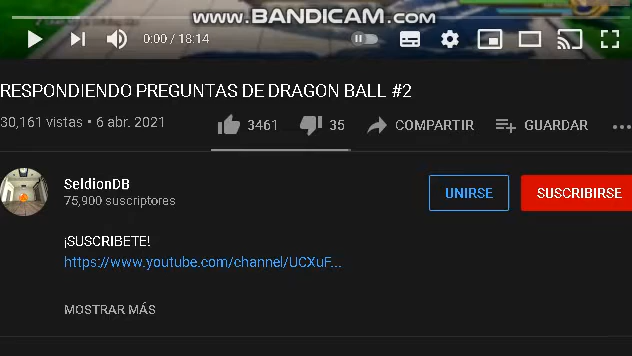 www.BANDICAM.com
0:00 / 18:14
RESPONDIENDO PREGUNTAS DE DRAGON BALL #2
30,161 vistas • 6 abr. 2021
3461
35
COMPARTIR
GUARDAR
SeldionDB
75,900 suscriptores
UNIRSE
SUSCRIBIRSE
¡SUSCRIBETE!
https://www.youtube.com/channel/UCXuF...
MOSTRAR MÁS